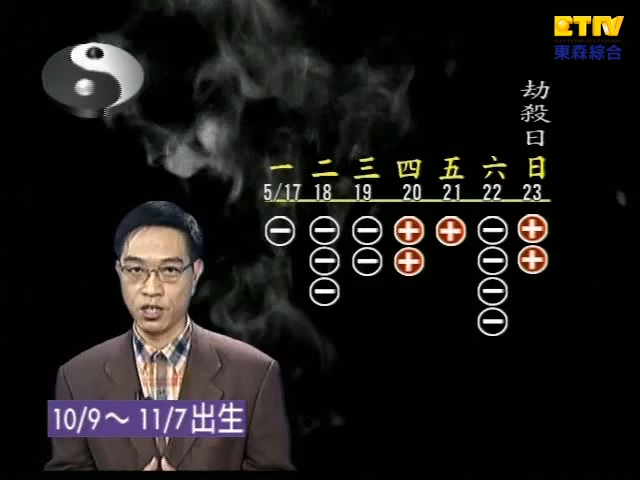 ETTV
東森綜合
劫殺日
一 二 三 四 五 六 日
5/17 18 19 20 21 22 23
10/9～11/7出生